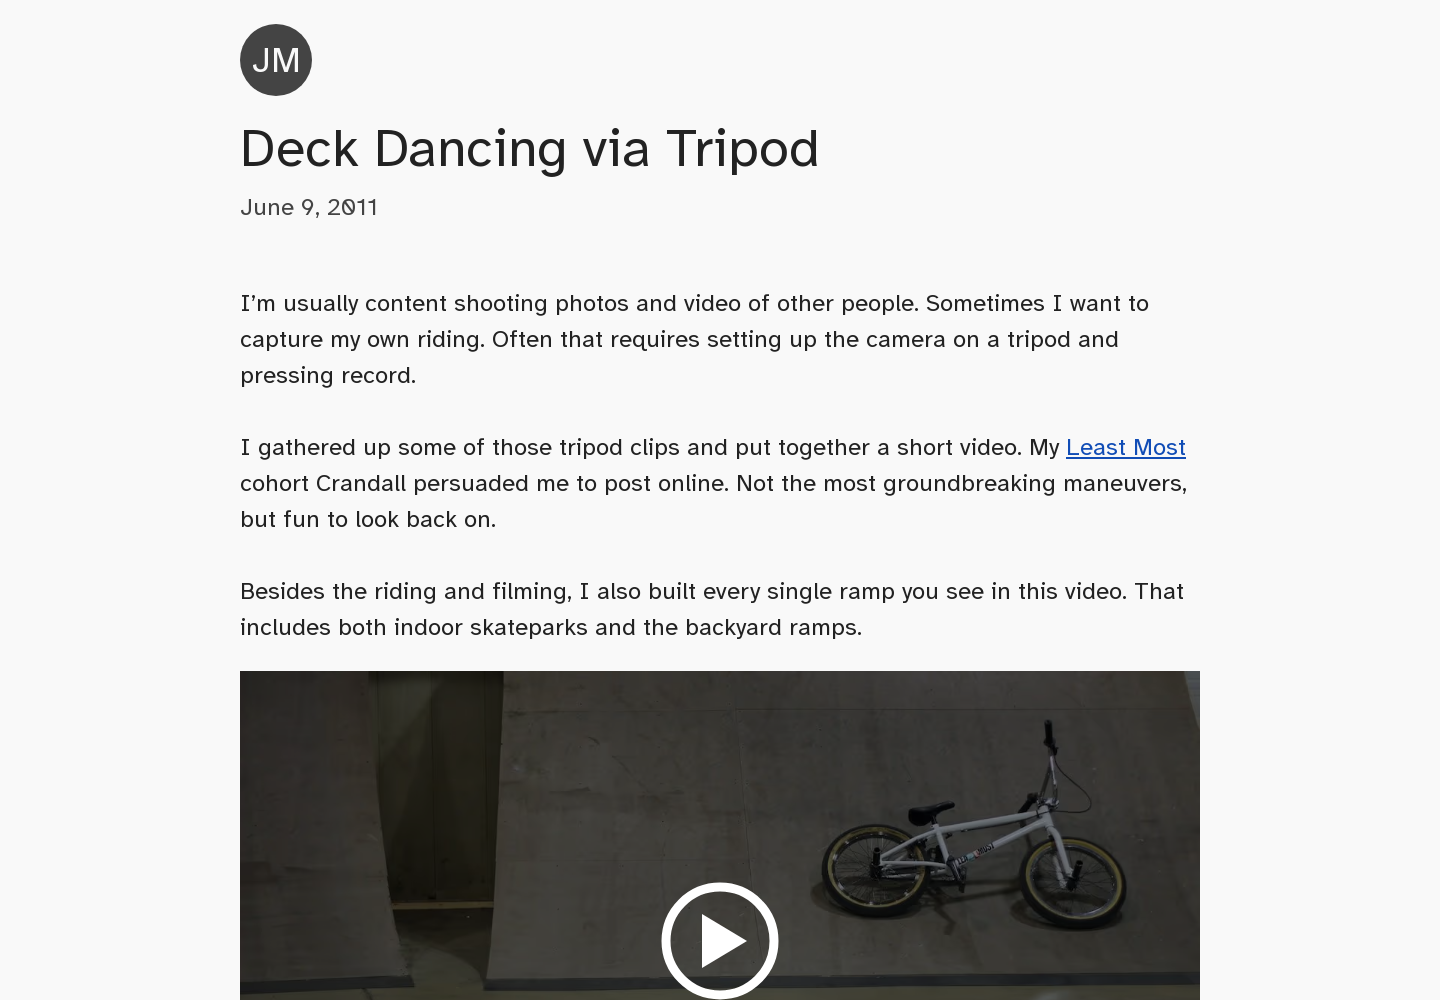 JM
Deck Dancing via Tripod
June 9, 2011
I’m usually content shooting photos and video of other people. Sometimes I want to
capture my own riding. Often that requires setting up the camera on a tripod and
pressing record.
I gathered up some of those tripod clips and put together a short video. My Least Most
cohort Crandall persuaded me to post online. Not the most groundbreaking maneuvers,
but fun to look back on.
Besides the riding and filming, I also built every single ramp you see in this video. That
includes both indoor skateparks and the backyard ramps.